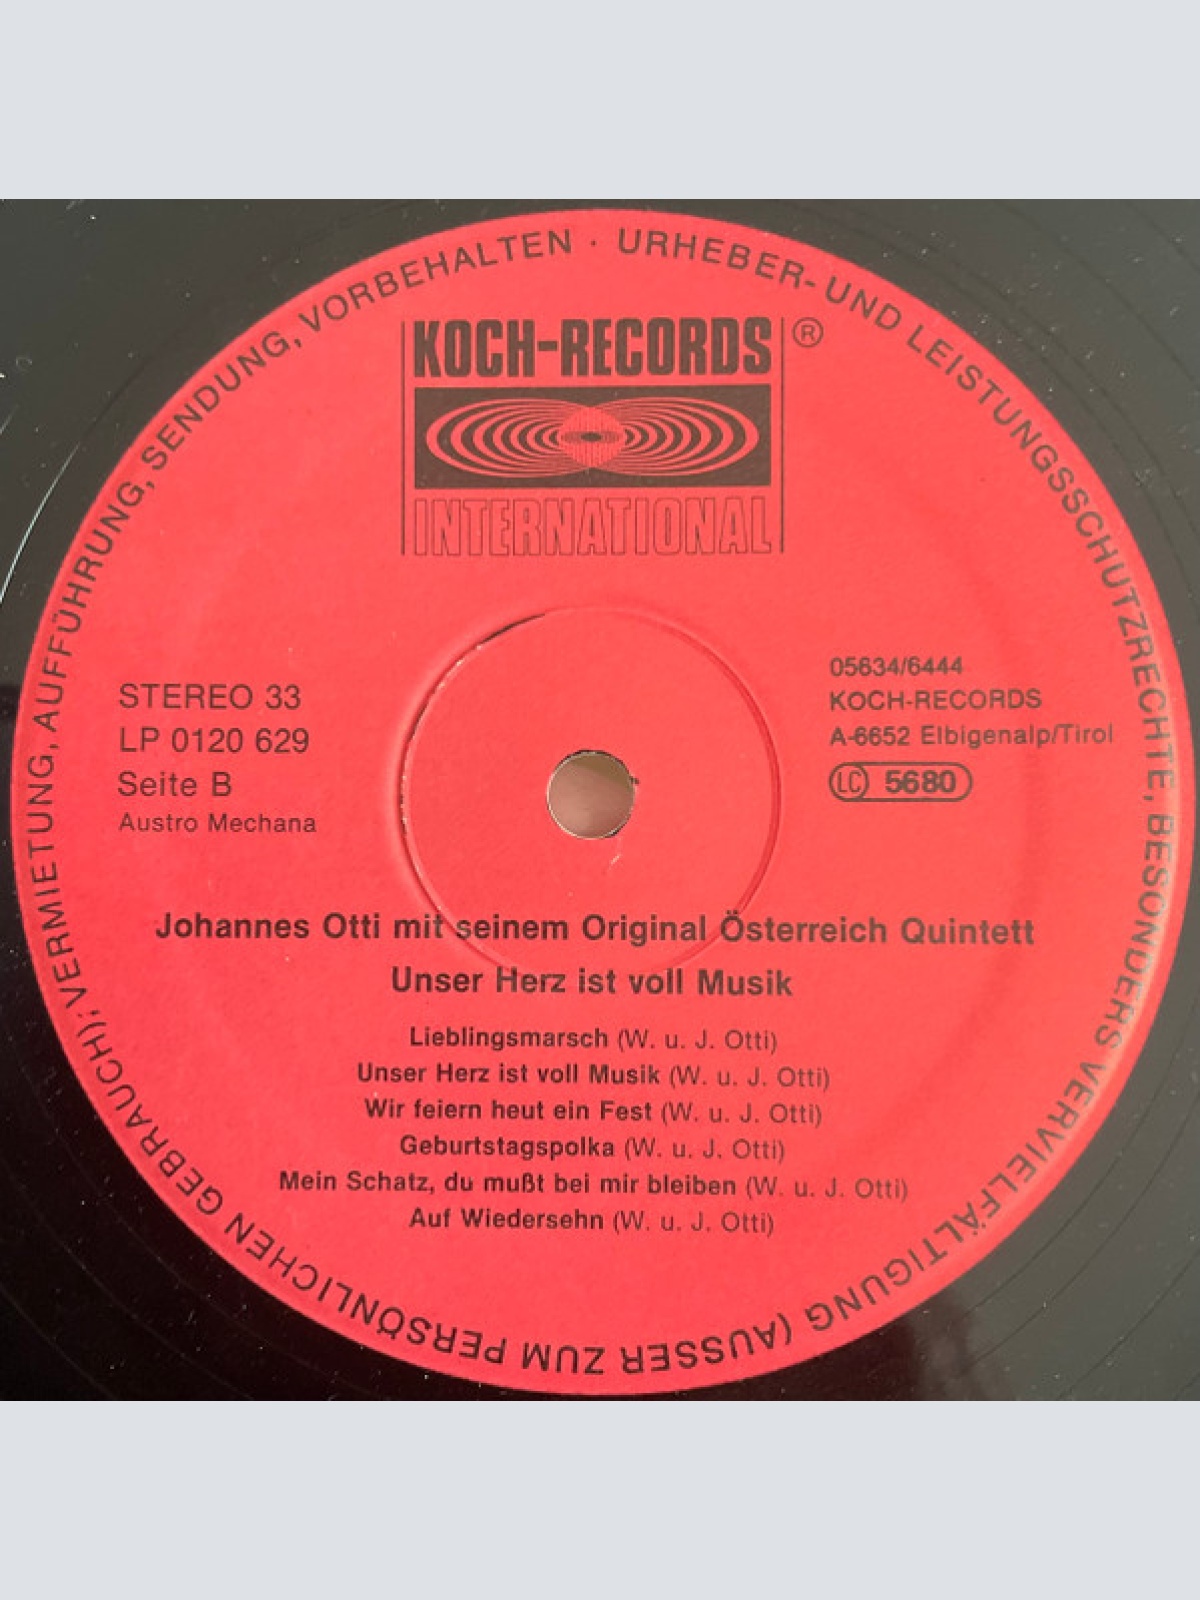 URHEBER- UND LEISTUNGSSCHUTZRECHTE, BESONDERS VERVIELFÄLTIGUNG (AUSSER ZUM PERSÖNLICHEN GEBRAUCH); VERMIETUNG, AUFFÜHRUNG, SENDUNG, VORBEHALTEN ·
KOCH-RECORDS ®
INTERNATIONAL
STEREO 33
LP 0120 629
Seite B
Austro Mechana
05634/6444
KOCH-RECORDS
A-6652 Elbigenalp/Tirol
LC 5680
Johannes Otti mit seinem Original Österreich Quintett
Unser Herz ist voll Musik
Lieblingsmarsch (W. u. J. Otti)
Unser Herz ist voll Musik (W. u. J. Otti)
Wir feiern heut ein Fest (W. u. J. Otti)
Geburtstagspolka (W. u. J. Otti)
Mein Schatz, du mußt bei mir bleiben (W. u. J. Otti)
Auf Wiedersehn (W. u. J. Otti)